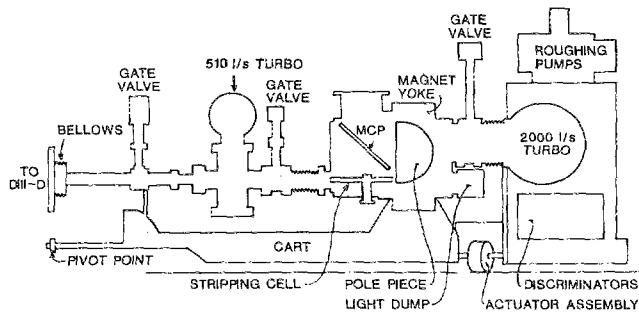 GATE
VALVE
510 l/s TURBO
GATE
VALVE
GATE
VALVE
ROUGHING
PUMPS
MAGNET
YOKE
BELLOWS
MCP
2000 l/s
TURBO
TO
DIII-D
CART
PIVOT POINT
STRIPPING CELL
POLE PIECE
LIGHT DUMP
DISCRIMINATORS
ACTUATOR ASSEMBLY